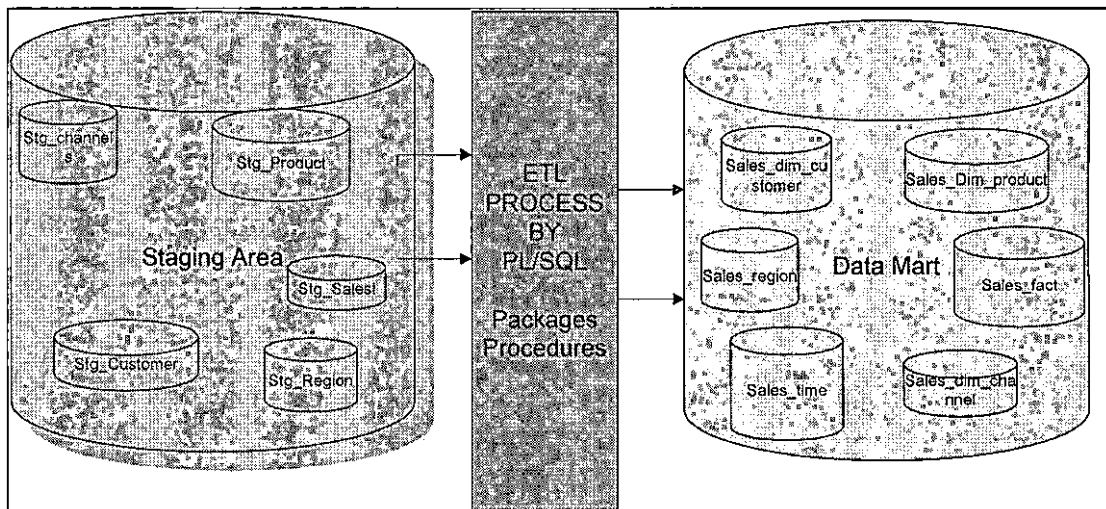 Stg_channel
s
Stg_Product
Staging Area
Stg_Salest
Stg_Customer
Stg_Region
ETL
PROCESS
BY
PL/SQL
Packages
Procedures
Sales_dim_cu
stomer
Sales_Dim_product
Sales_region
Data Mart
Sales_fact
Sales_time
Sales_dim_cha
nnel